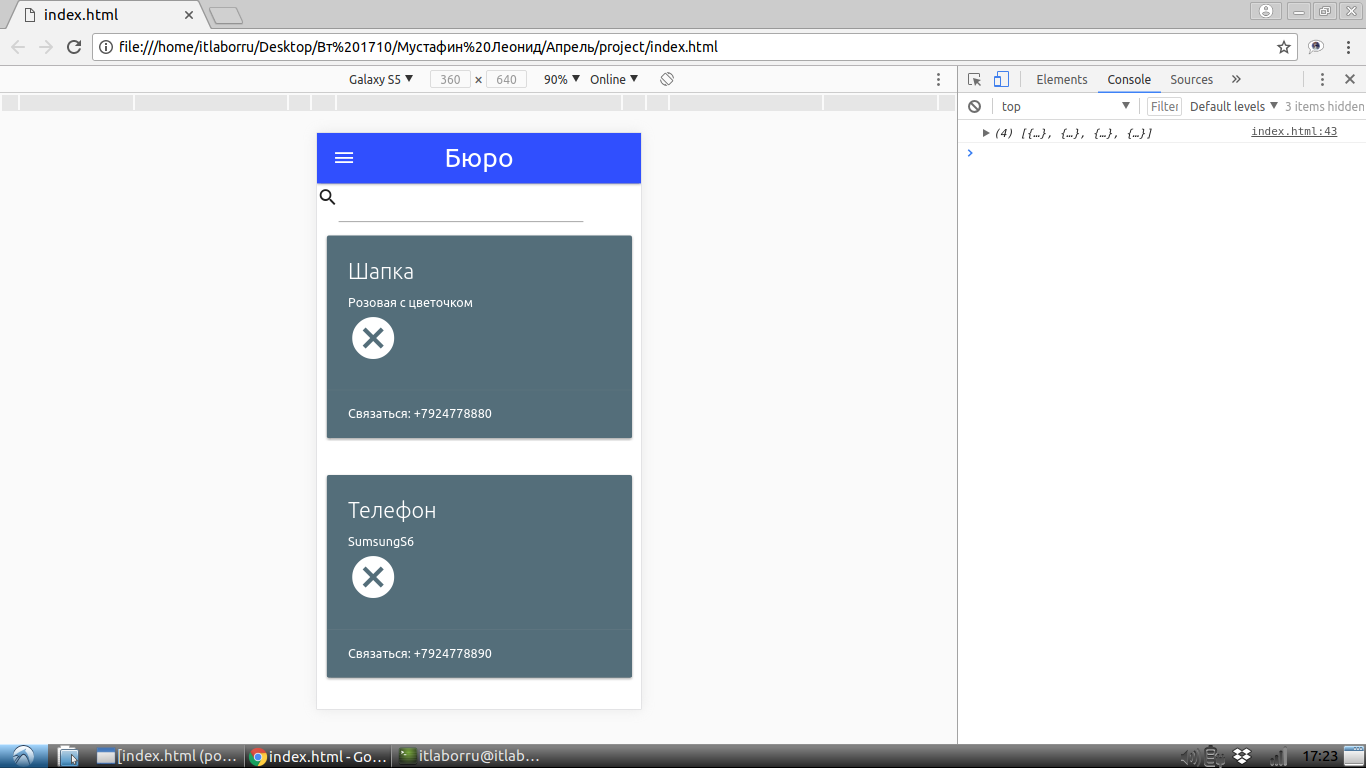 index.html
file:///home/itlaborru/Desktop/Вт%201710/Мустафин%20Леонид/Апрель/project/index.html
Galaxy S5 360 × 640 90% Online
Elements Console Sources
top Filter Default levels 3 items hidden
(4) [{…}, {…}, {…}, {…}] index.html:43
Бюро
Шапка
Розовая с цветочком
Связаться: +7924778880
Телефон
SumsungS6
Связаться: +7924778890
[index.html (po... index.html - Go... itlaborru@itlab... 17:23